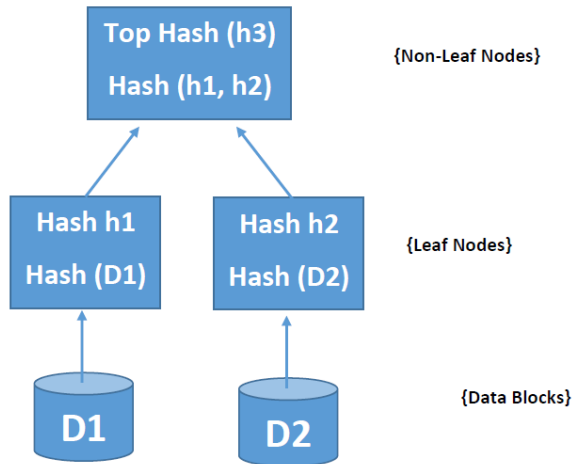 Top Hash (h3)
Hash (h1, h2)
{Non-Leaf Nodes}
Hash h1
Hash (D1)
Hash h2
Hash (D2)
{Leaf Nodes}
D1
D2
{Data Blocks}